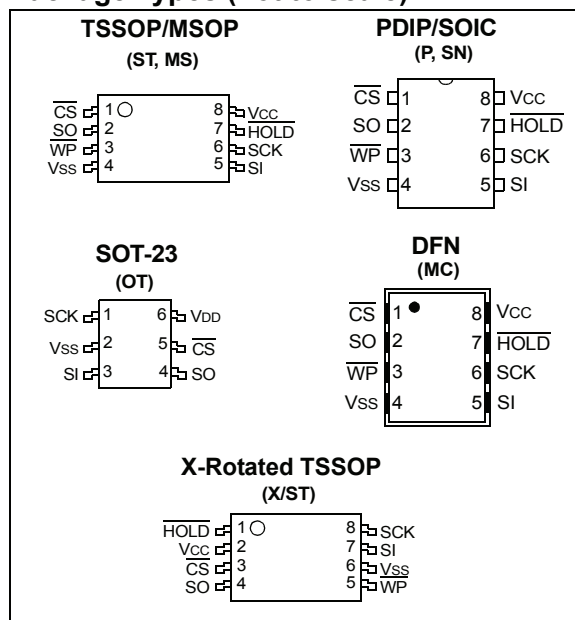 TSSOP/MSOP
(ST, MS)
CS 1 8 VCC
SO 2 7 HOLD
WP 3 6 SCK
VSS 4 5 SI
PDIP/SOIC
(P, SN)
CS 1 8 VCC
SO 2 7 HOLD
WP 3 6 SCK
VSS 4 5 SI
SOT-23
(OT)
SCK 1 6 VDD
VSS 2 5 CS
SI 3 4 SO
DFN
(MC)
CS 1 8 VCC
SO 2 7 HOLD
WP 3 6 SCK
VSS 4 5 SI
X-Rotated TSSOP
(X/ST)
HOLD 1 8 SCK
VCC 2 7 SI
CS 3 6 VSS
SO 4 5 WP